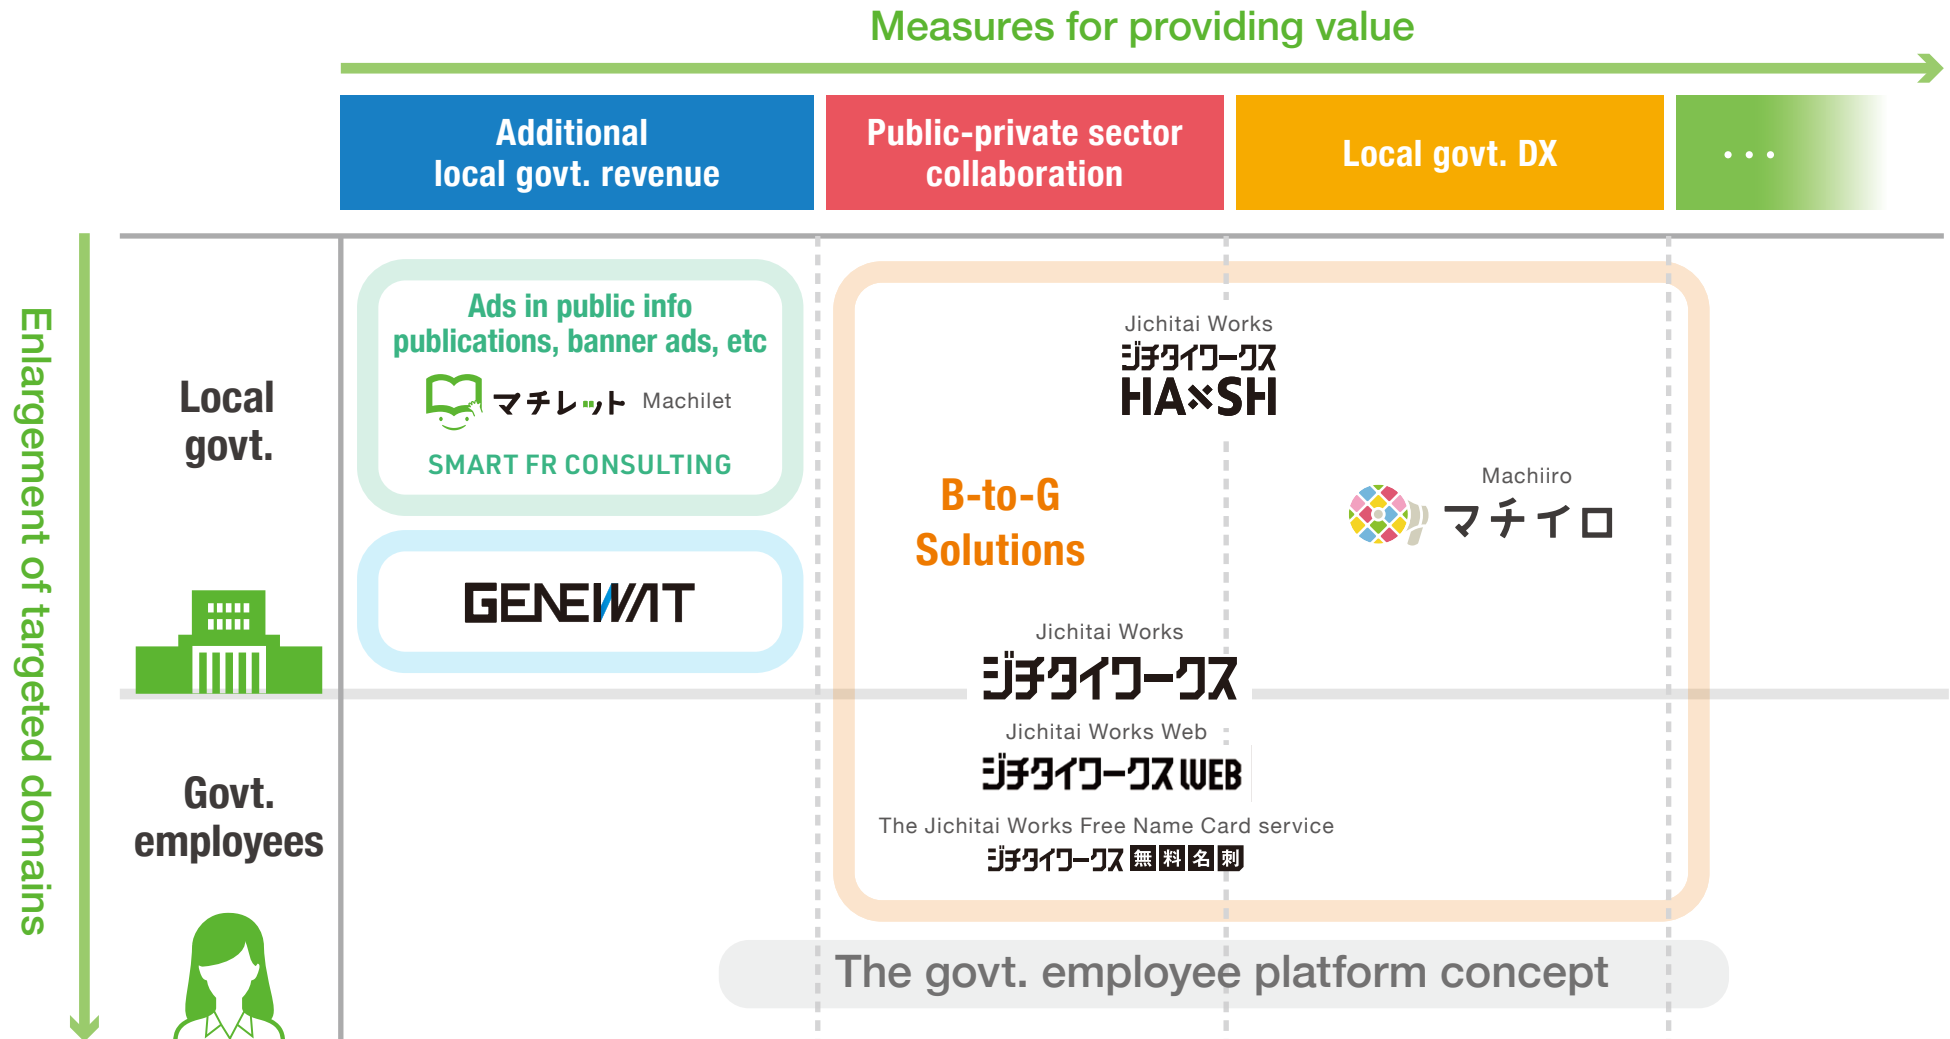 Measures for providing value
Additional
local govt. revenue
Public-private sector
collaboration
Local govt. DX
...
Enlargement of targeted domains
Local
govt.
Ads in public info
publications, banner ads, etc
マチレット Machilet
SMART FR CONSULTING
GENEWAT
Jichitai Works
ジチタイワークス
HA×SH
B-to-G
Solutions
Machiiro
マチイロ
Jichitai Works
ジチタイワークス
Jichitai Works Web
ジチタイワークス WEB
Govt.
employees
The Jichitai Works Free Name Card service
ジチタイワークス 無料名刺
The govt. employee platform concept